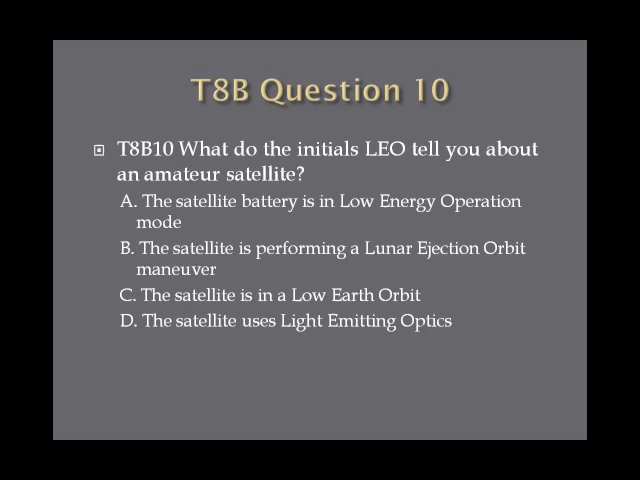 T8B Question 10
T8B10 What do the initials LEO tell you about
an amateur satellite?
A. The satellite battery is in Low Energy Operation
mode
B. The satellite is performing a Lunar Ejection Orbit
maneuver
C. The satellite is in a Low Earth Orbit
D. The satellite uses Light Emitting Optics